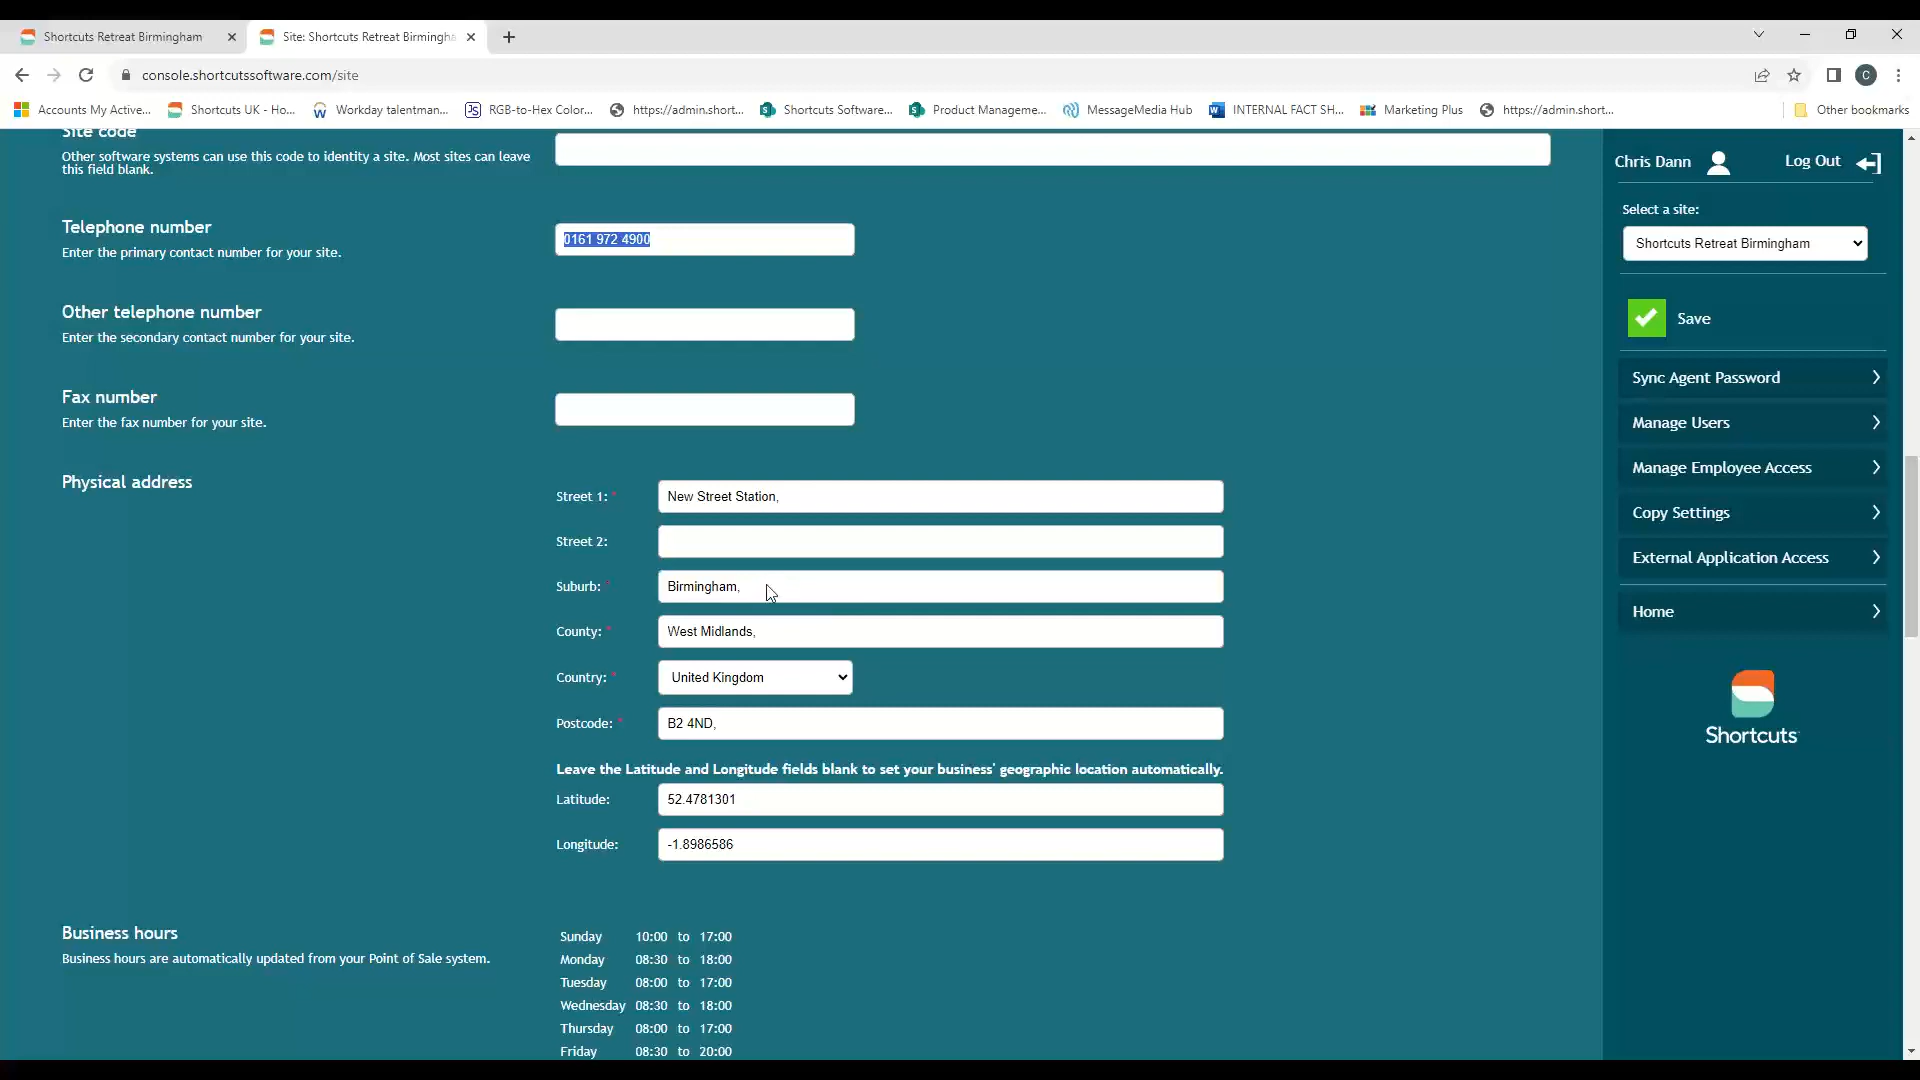 Shortcuts Retreat Birmingham
Site: Shortcuts Retreat Birmingha
console.shortcutssoftware.com/site
C
Accounts My Active...
Shortcuts UK - Ho...
Workday talentman...
RGB-to-Hex Color...
https://admin.short...
Shortcuts Software...
Product Manageme...
MessageMedia Hub
INTERNAL FACT SH...
Marketing Plus
https://admin.short...
Other bookmarks
Site code
Other software systems can use this code to identity a site. Most sites can leave
this field blank.
Telephone number
0161 972 4900
Enter the primary contact number for your site.
Other telephone number
Enter the secondary contact number for your site.
Fax number
Enter the fax number for your site.
Physical address
Street 1: *
New Street Station,
Street 2:
Suburb: *
Birmingham,
County: *
West Midlands,
Country: *
United Kingdom
Postcode: *
B2 4ND,
Leave the Latitude and Longitude fields blank to set your business' geographic location automatically.
Latitude:
52.4781301
Longitude:
-1.8986586
Business hours
Business hours are automatically updated from your Point of Sale system.
Sunday 10:00 to 17:00
Monday 08:30 to 18:00
Tuesday 08:00 to 17:00
Wednesday 08:30 to 18:00
Thursday 08:00 to 17:00
Friday 08:30 to 20:00
Chris Dann
Log Out
Select a site:
Shortcuts Retreat Birmingham
Save
Sync Agent Password
Manage Users
Manage Employee Access
Copy Settings
External Application Access
Home
Shortcuts